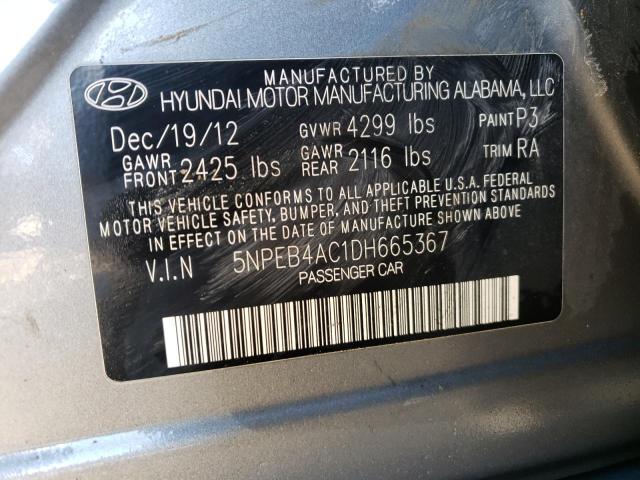 MANUFACTURED BY
HYUNDAI MOTOR MANUFACTURING ALABAMA, LLC
Dec/19/12 GVWR 4299 lbs PAINT P3
GAWR FRONT 2425 lbs GAWR REAR 2116 lbs TRIM RA
THIS VEHICLE CONFORMS TO ALL APPLICABLE U.S.A. FEDERAL
MOTOR VEHICLE SAFETY, BUMPER, AND THEFT PREVENTION STANDARDS
IN EFFECT ON THE DATE OF MANUFACTURE SHOWN ABOVE
V.I.N 5NPEB4AC1DH665367
PASSENGER CAR